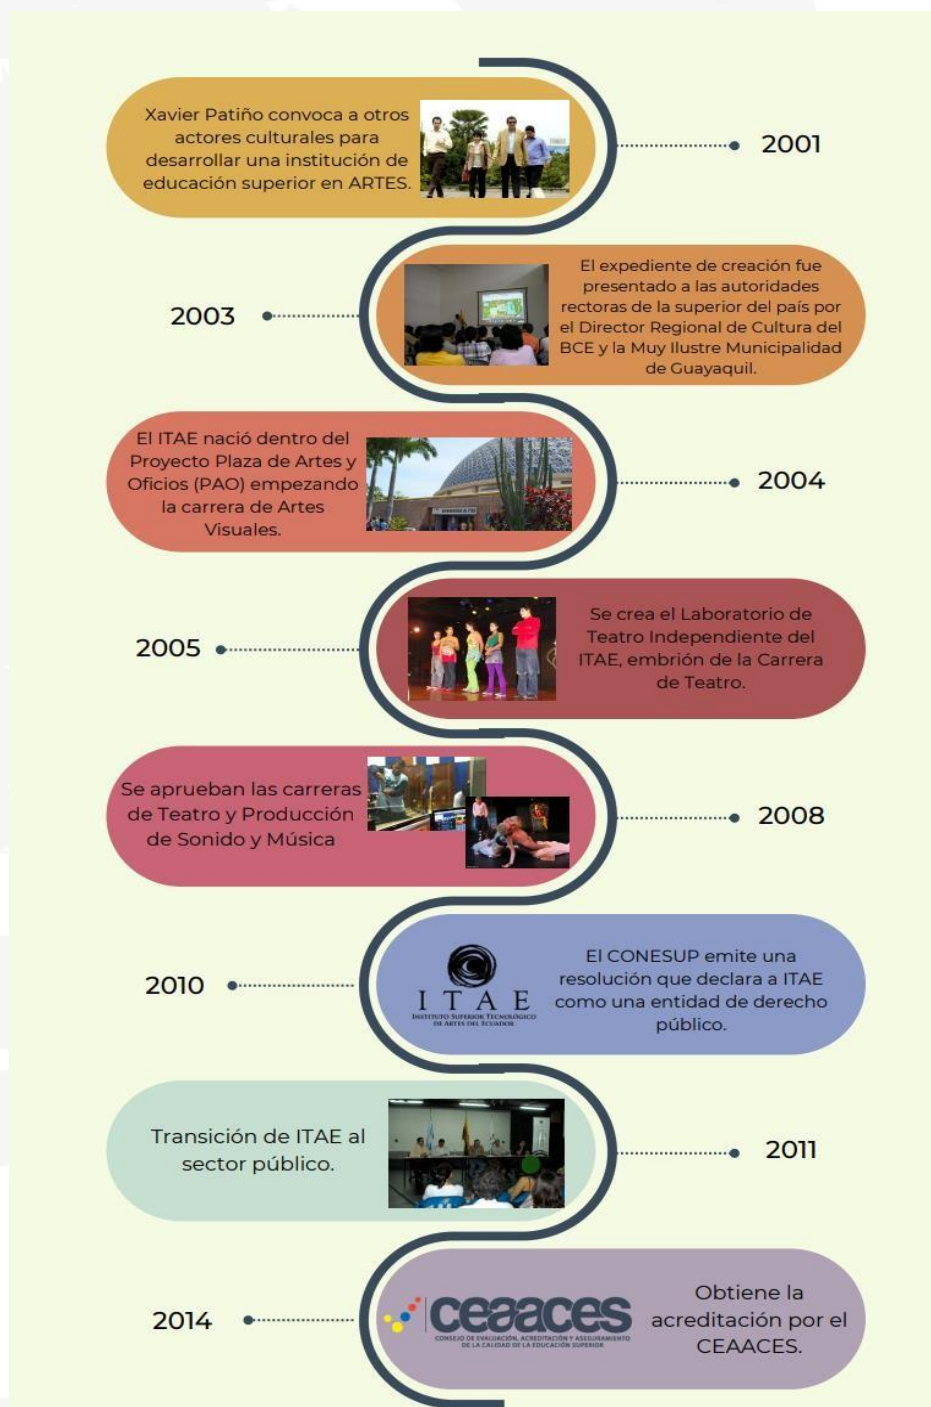 Xavier Patiño convoca a otros
actores culturales para
desarrollar una institución de
educación superior en ARTES.
2001
2003
El expediente de creación fue
presentado a las autoridades
rectoras de la superior del país por
el Director Regional de Cultura del
BCE y la Muy Ilustre Municipalidad
de Guayaquil.
El ITAE nació dentro del
Proyecto Plaza de Artes y
Oficios (PAO) empezando
la carrera de Artes
Visuales.
2004
2005
Se crea el Laboratorio de
Teatro Independiente del
ITAE, embrión de la Carrera
de Teatro.
Se aprueban las carreras
de Teatro y Producción
de Sonido y Música
2008
2010
ITAE
INSTITUTO SUPERIOR TECNOLÓGICO
DE ARTES DEL ECUADOR
El CONESUP emite una
resolución que declara a ITAE
como una entidad de derecho
público.
Transición de ITAE al
sector público.
2011
2014
ceaaces
CONSEJO DE EVALUACIÓN, ACREDITACIÓN Y ASEGURAMIENTO
DE LA CALIDAD DE LA EDUCACIÓN SUPERIOR
Obtiene la
acreditación por el
CEAACES.